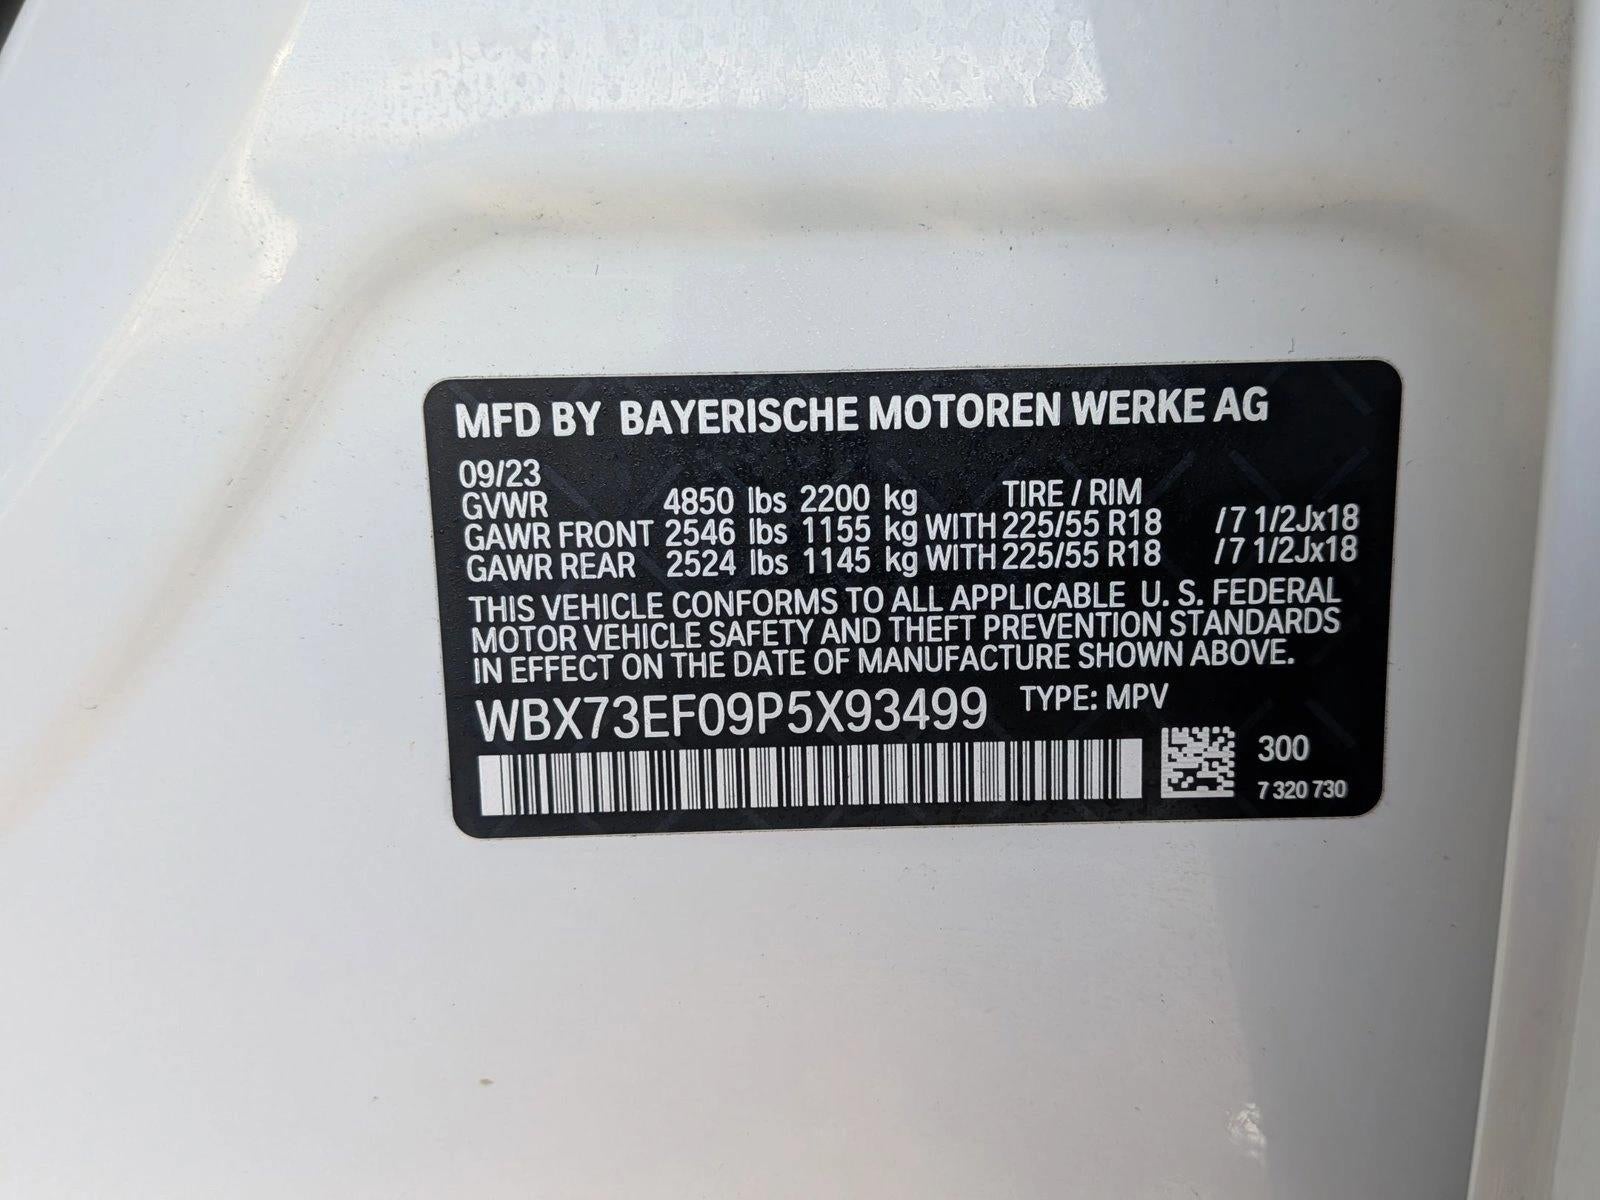 MFD BY BAYERISCHE MOTOREN WERKE AG
09/23
GVWR 4850 lbs 2200 kg TIRE / RIM
GAWR FRONT 2546 lbs 1155 kg WITH 225/55 R18 / 7 1/2Jx18
GAWR REAR 2524 lbs 1145 kg WITH 225/55 R18 / 7 1/2Jx18
THIS VEHICLE CONFORMS TO ALL APPLICABLE U. S. FEDERAL
MOTOR VEHICLE SAFETY AND THEFT PREVENTION STANDARDS
IN EFFECT ON THE DATE OF MANUFACTURE SHOWN ABOVE.
WBX73EF09P5X93499 TYPE: MPV
300
7 320 730